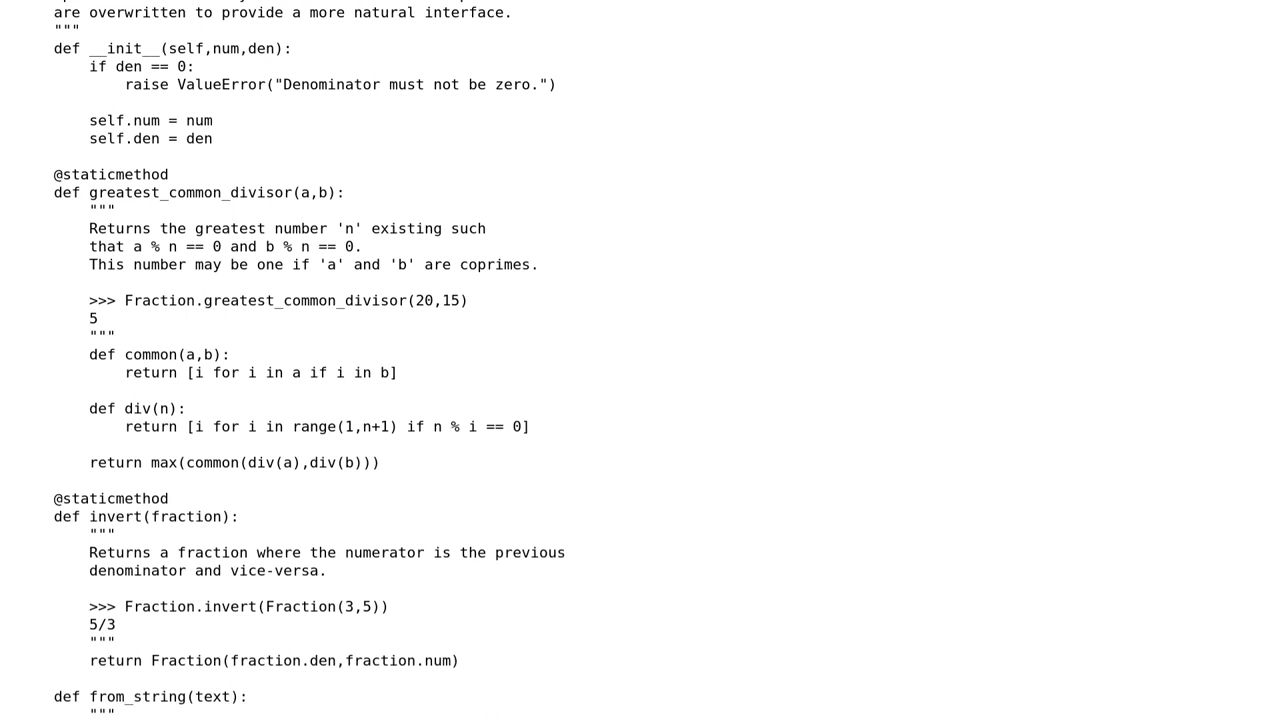 are overwritten to provide a more natural interface.
"""
def __init__(self,num,den):
if den == 0:
raise ValueError("Denominator must not be zero.")
self.num = num
self.den = den
@staticmethod
def greatest_common_divisor(a,b):
"""
Returns the greatest number 'n' existing such
that a % n == 0 and b % n == 0.
This number may be one if 'a' and 'b' are coprimes.
>>> Fraction.greatest_common_divisor(20,15)
5
"""
def common(a,b):
return [i for i in a if i in b]
def div(n):
return [i for i in range(1,n+1) if n % i == 0]
return max(common(div(a),div(b)))
@staticmethod
def invert(fraction):
"""
Returns a fraction where the numerator is the previous
denominator and vice-versa.
>>> Fraction.invert(Fraction(3,5))
5/3
"""
return Fraction(fraction.den,fraction.num)
def from_string(text):
"""